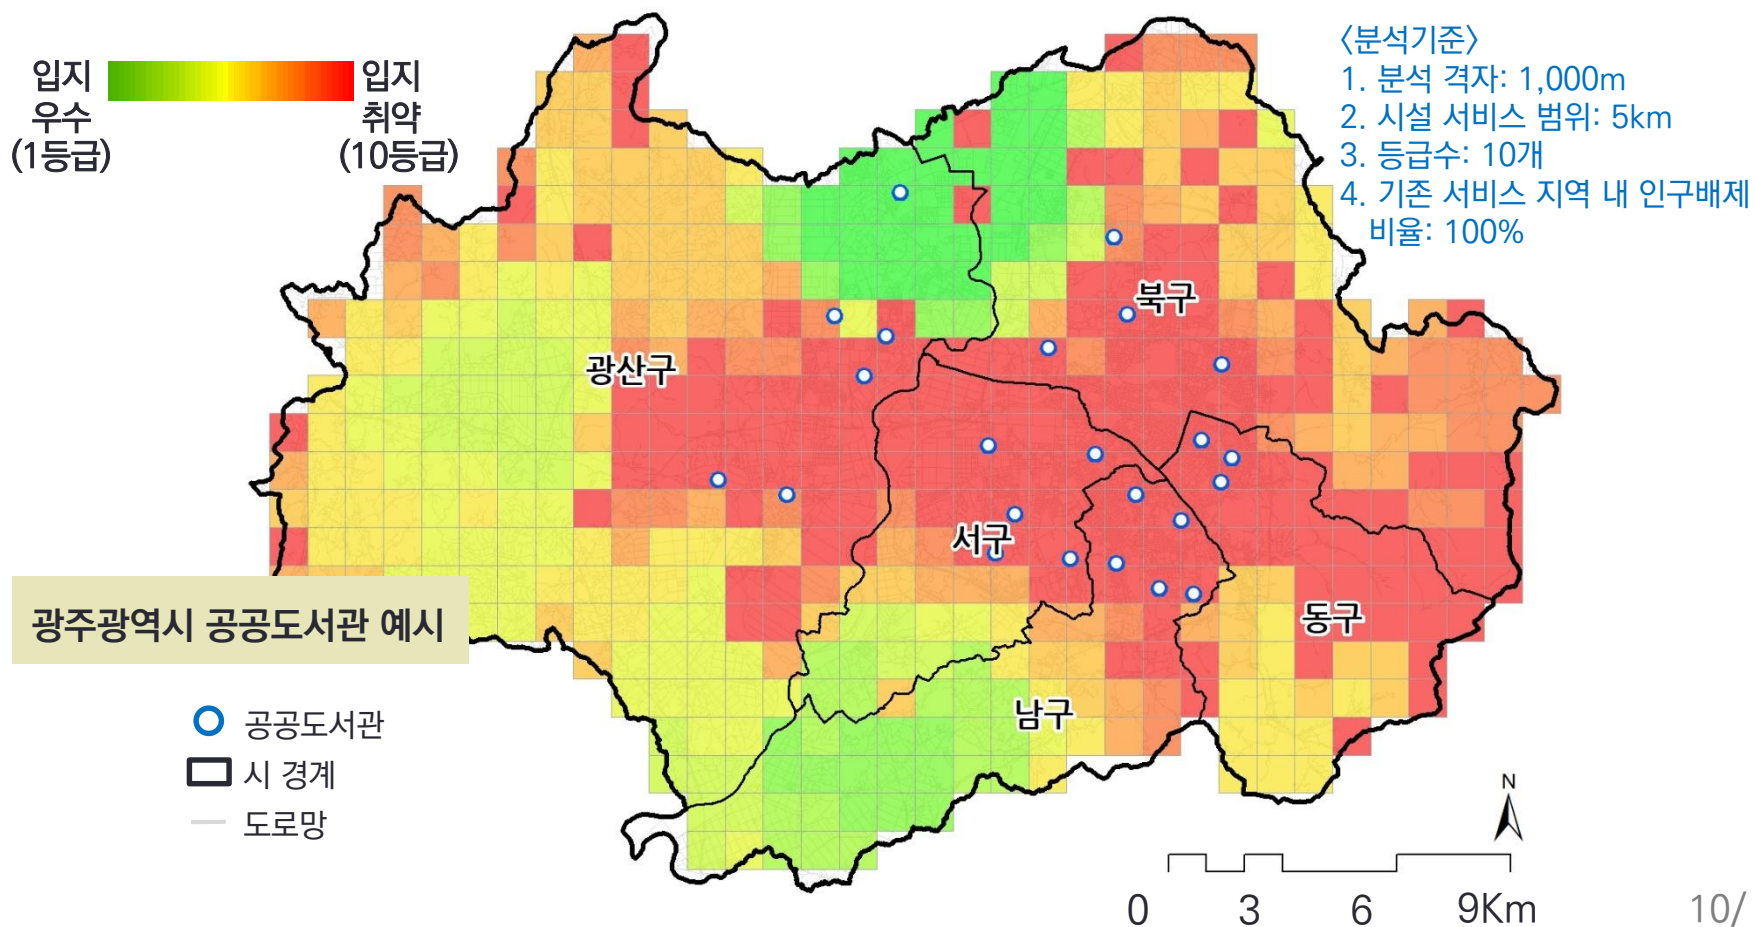 입지
우수
(1등급)
입지
취약
(10등급)
〈분석기준〉
1. 분석 격자: 1,000m
2. 시설 서비스 범위: 5km
3. 등급수: 10개
4. 기존 서비스 지역 내 인구배제
비율: 100%
북구
광산구
서구
동구
남구
광주광역시 공공도서관 예시
공공도서관
시 경계
도로망
N
0 3 6 9Km
10/